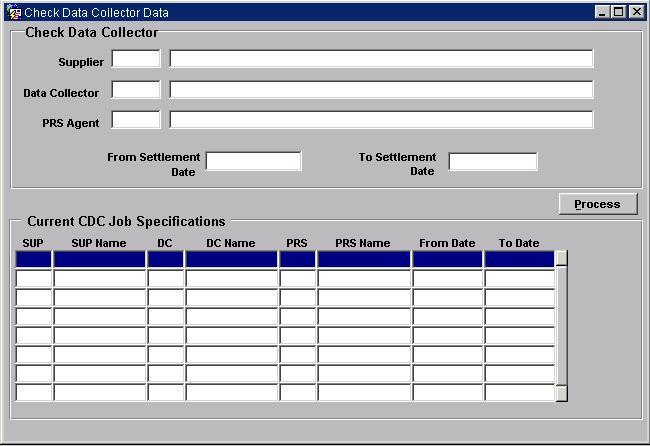 Check Data Collector Data
Check Data Collector
Supplier
Data Collector
PRS Agent
From Settlement To Settlement
Date Date
Process
Current CDC Job Specifications
SUP SUP Name DC DC Name PRS PRS Name From Date To Date